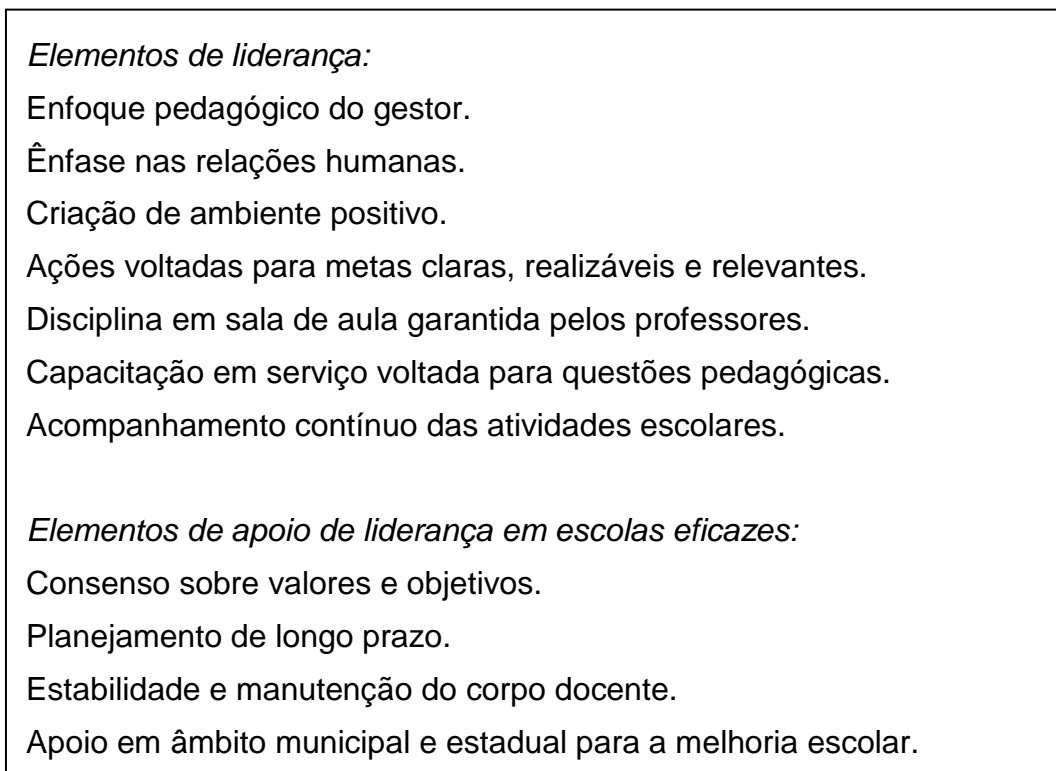 Elementos de liderança:
Enfoque pedagógico do gestor.
Ênfase nas relações humanas.
Criação de ambiente positivo.
Ações voltadas para metas claras, realizáveis e relevantes.
Disciplina em sala de aula garantida pelos professores.
Capacitação em serviço voltada para questões pedagógicas.
Acompanhamento contínuo das atividades escolares.
Elementos de apoio de liderança em escolas eficazes:
Consenso sobre valores e objetivos.
Planejamento de longo prazo.
Estabilidade e manutenção do corpo docente.
Apoio em âmbito municipal e estadual para a melhoria escolar.